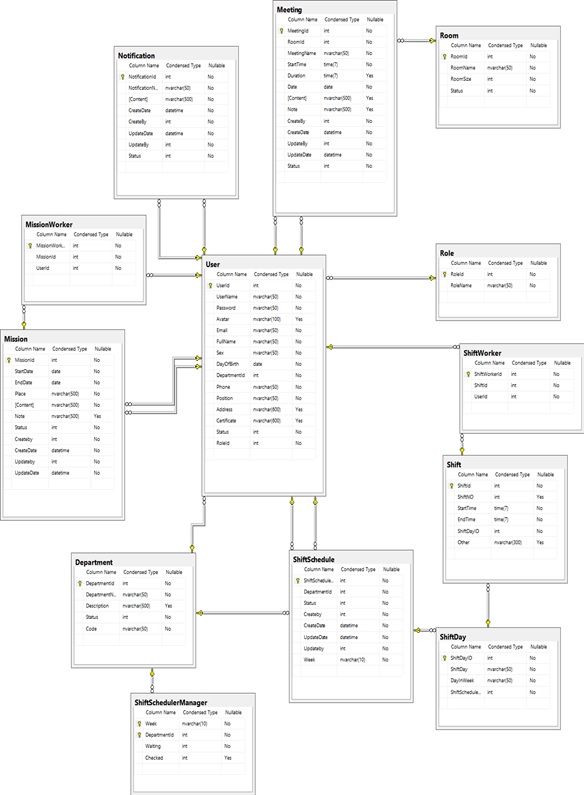 Meeting
Column Name Condensed Type Nullable
MeetingId int No
RoomId int No
MeetingName nvarchar(50) No
StartTime time(7) No
Duration time(7) Yes
Date date No
[Content] nvarchar(500) Yes
Note nvarchar(500) Yes
CreateBy int No
CreateDate datetime No
UpdateBy int No
UpdateDate datetime No
Status int No
Room
Column Name Condensed Type Nullable
RoomId int No
RoomName nvarchar(50) No
RoomSize int No
Status int No
Notification
Column Name Condensed Type Nullable
NotificationId int No
NotificationN... nvarchar(50) No
[Content] nvarchar(500) No
CreateDate datetime No
CreateBy int No
UpdateDate datetime No
UpdateBy int No
Status int No
MissionWorker
Column Name Condensed Type Nullable
MissionWork... int No
MissionId int No
UserId int No
User
Column Name Condensed Type Nullable
UserId int No
UserName nvarchar(50) No
Password nvarchar(50) No
Avatar nvarchar(100) Yes
Email nvarchar(50) No
FullName nvarchar(50) No
Sex nvarchar(50) No
DayOfBirth date No
DepartmentId int No
Phone nvarchar(50) No
Position nvarchar(50) No
Address nvarchar(600) Yes
Certificate nvarchar(600) Yes
Status int No
RoleId int No
Role
Column Name Condensed Type Nullable
RoleId int No
RoleName nvarchar(50) No
Mission
Column Name Condensed Type Nullable
MissionId int No
StartDate date No
EndDate date No
Place nvarchar(500) No
[Content] nvarchar(500) No
Note nvarchar(500) Yes
Status int No
Createby int No
CreateDate datetime No
Updateby int No
UpdateDate datetime No
ShiftWorker
Column Name Condensed Type Nullable
ShiftWorkerId int No
ShiftId int No
UserId int No
Shift
Column Name Condensed Type Nullable
ShiftId int No
ShiftNO int Yes
StartTime time(7) No
EndTime time(7) No
ShiftDayID int No
Other nvarchar(300) Yes
Department
Column Name Condensed Type Nullable
DepartmentId int No
DepartmentN... nvarchar(50) No
Description nvarchar(500) Yes
Status int No
Code nvarchar(50) No
ShiftSchedule
Column Name Condensed Type Nullable
ShiftSchedule... int No
DepartmentId int No
Status int No
Createby int No
CreateDate datetime No
UpdateDate datetime No
Updateby int No
Week nvarchar(10) No
ShiftDay
Column Name Condensed Type Nullable
ShiftDayID int No
ShiftDay nvarchar(50) No
DayInWeek nvarchar(50) No
ShiftSchedule... int No
ShiftSchedulerManager
Column Name Condensed Type Nullable
Week nvarchar(10) No
DepartmentId int No
Waiting int No
Checked int Yes